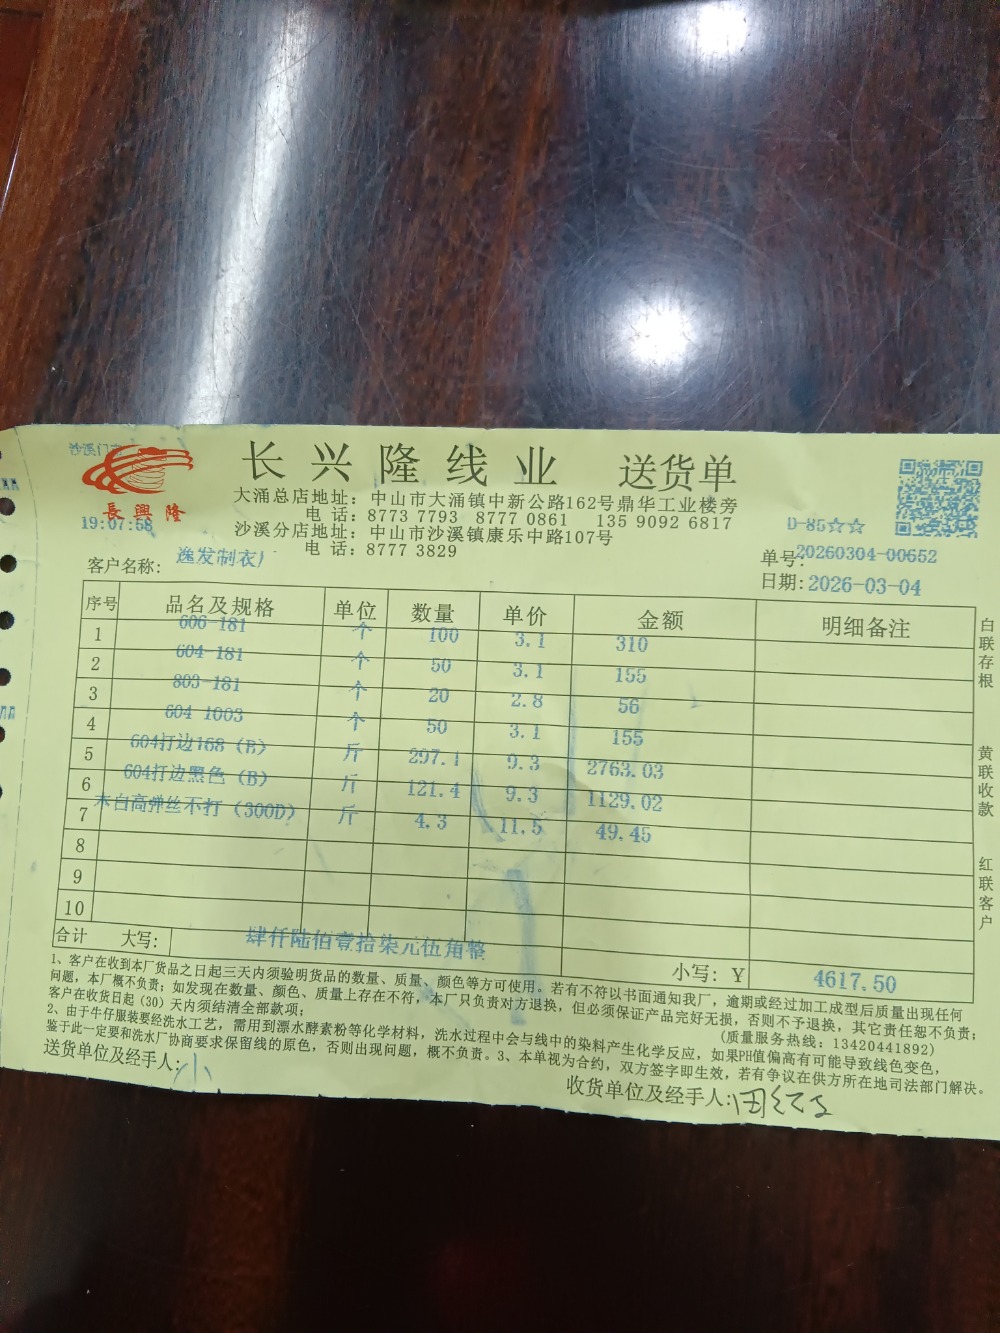 沙溪门市
長興隆
19:07:58
长兴隆线业 送货单
大涌总店地址：中山市大涌镇中新公路162号鼎华工业楼旁
电 话：8773 7793 8777 0861 135 9092 6817
沙溪分店地址：中山市沙溪镇康乐中路107号
电 话：8777 3829
D-85☆☆
客户名称：逸发制衣厂
单号：20260304-00652
日期：2026-03-04
序号 品名及规格 单位 数量 单价 金额 明细备注
1 606-181 个 100 3.1 310
2 604-181 个 50 3.1 155
3 803-181 个 20 2.8 56
4 604 1003 个 50 3.1 155
5 604打边168（B） 斤 297.1 9.3 2763.03
6 604打边黑色（B） 斤 121.4 9.3 1129.02
7 本白高弹丝不打（300D） 斤 4.3 11.5 49.45
8
9
10
合计 大写：肆仟陆佰壹拾柒元伍角整
小写：Y 4617.50
白联存根
黄联收款
红联客户
1、客户在收到本厂货品之日起三天内须验明货品的数量、质量、颜色等方可使用。若有不符以书面通知我厂，逾期或经过加工成型后质量出现任何
问题，本厂概不负责；如发现在数量、颜色、质量上存在不符，本厂只负责对方退换，但必须保证产品完好无损，否则不予退换，其它责任恕不负责；
客户在收货日起（30）天内须结清全部款项； （质量服务热线：13420441892）
2、由于牛仔服装要经洗水工艺，需用到漂水酵素粉等化学材料，洗水过程中会与线中的染料产生化学反应，如果PH值偏高有可能导致线色变色，
鉴于此一定要和洗水厂协商要求保留线的原色，否则出现问题，概不负责。3、本单视为合约，双方签字即生效，若有争议在供方所在地司法部门解决。
送货单位及经手人：
收货单位及经手人：